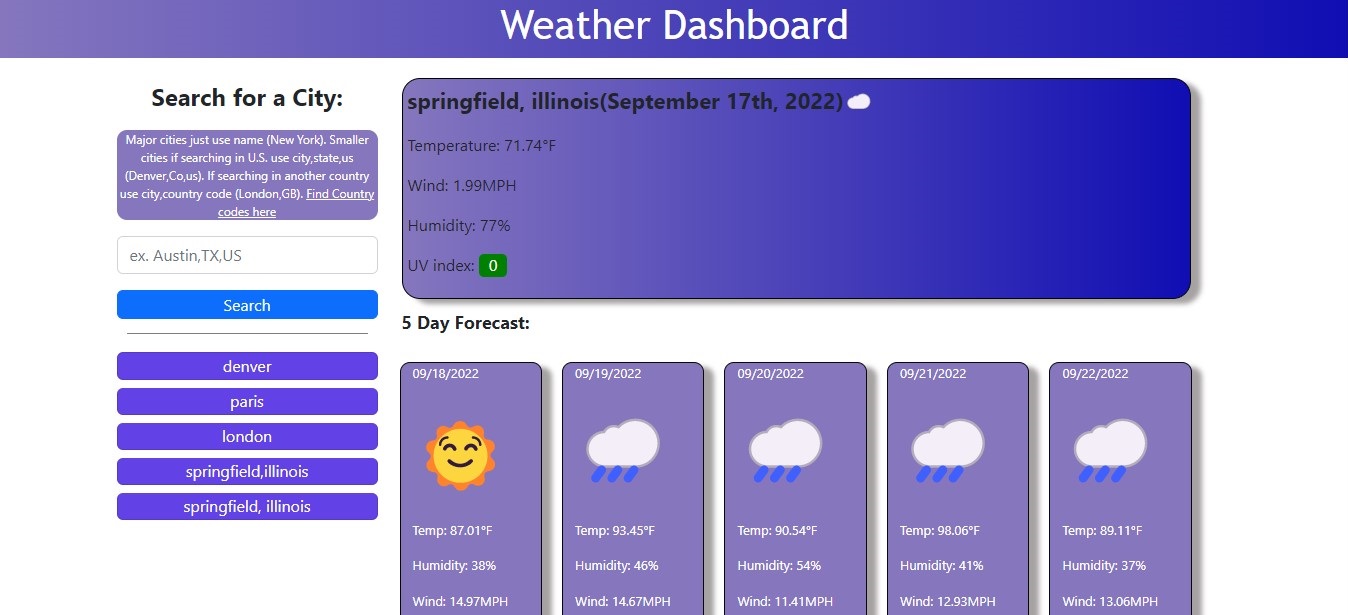 Weather Dashboard
Search for a City:
Major cities just use name (New York). Smaller
cities if searching in U.S. use city,state,us
(Denver,Co,us). If searching in another country
use city,country code (London,GB). Find Country
codes here
ex. Austin,TX,US
Search
denver
paris
london
springfield,illinois
springfield, illinois
springfield, illinois(September 17th, 2022)
Temperature: 71.74°F
Wind: 1.99MPH
Humidity: 77%
UV index: 0
5 Day Forecast:
09/18/2022
Temp: 87.01°F
Humidity: 38%
Wind: 14.97MPH
09/19/2022
Temp: 93.45°F
Humidity: 46%
Wind: 14.67MPH
09/20/2022
Temp: 90.54°F
Humidity: 54%
Wind: 11.41MPH
09/21/2022
Temp: 98.06°F
Humidity: 41%
Wind: 12.93MPH
09/22/2022
Temp: 89.11°F
Humidity: 37%
Wind: 13.06MPH